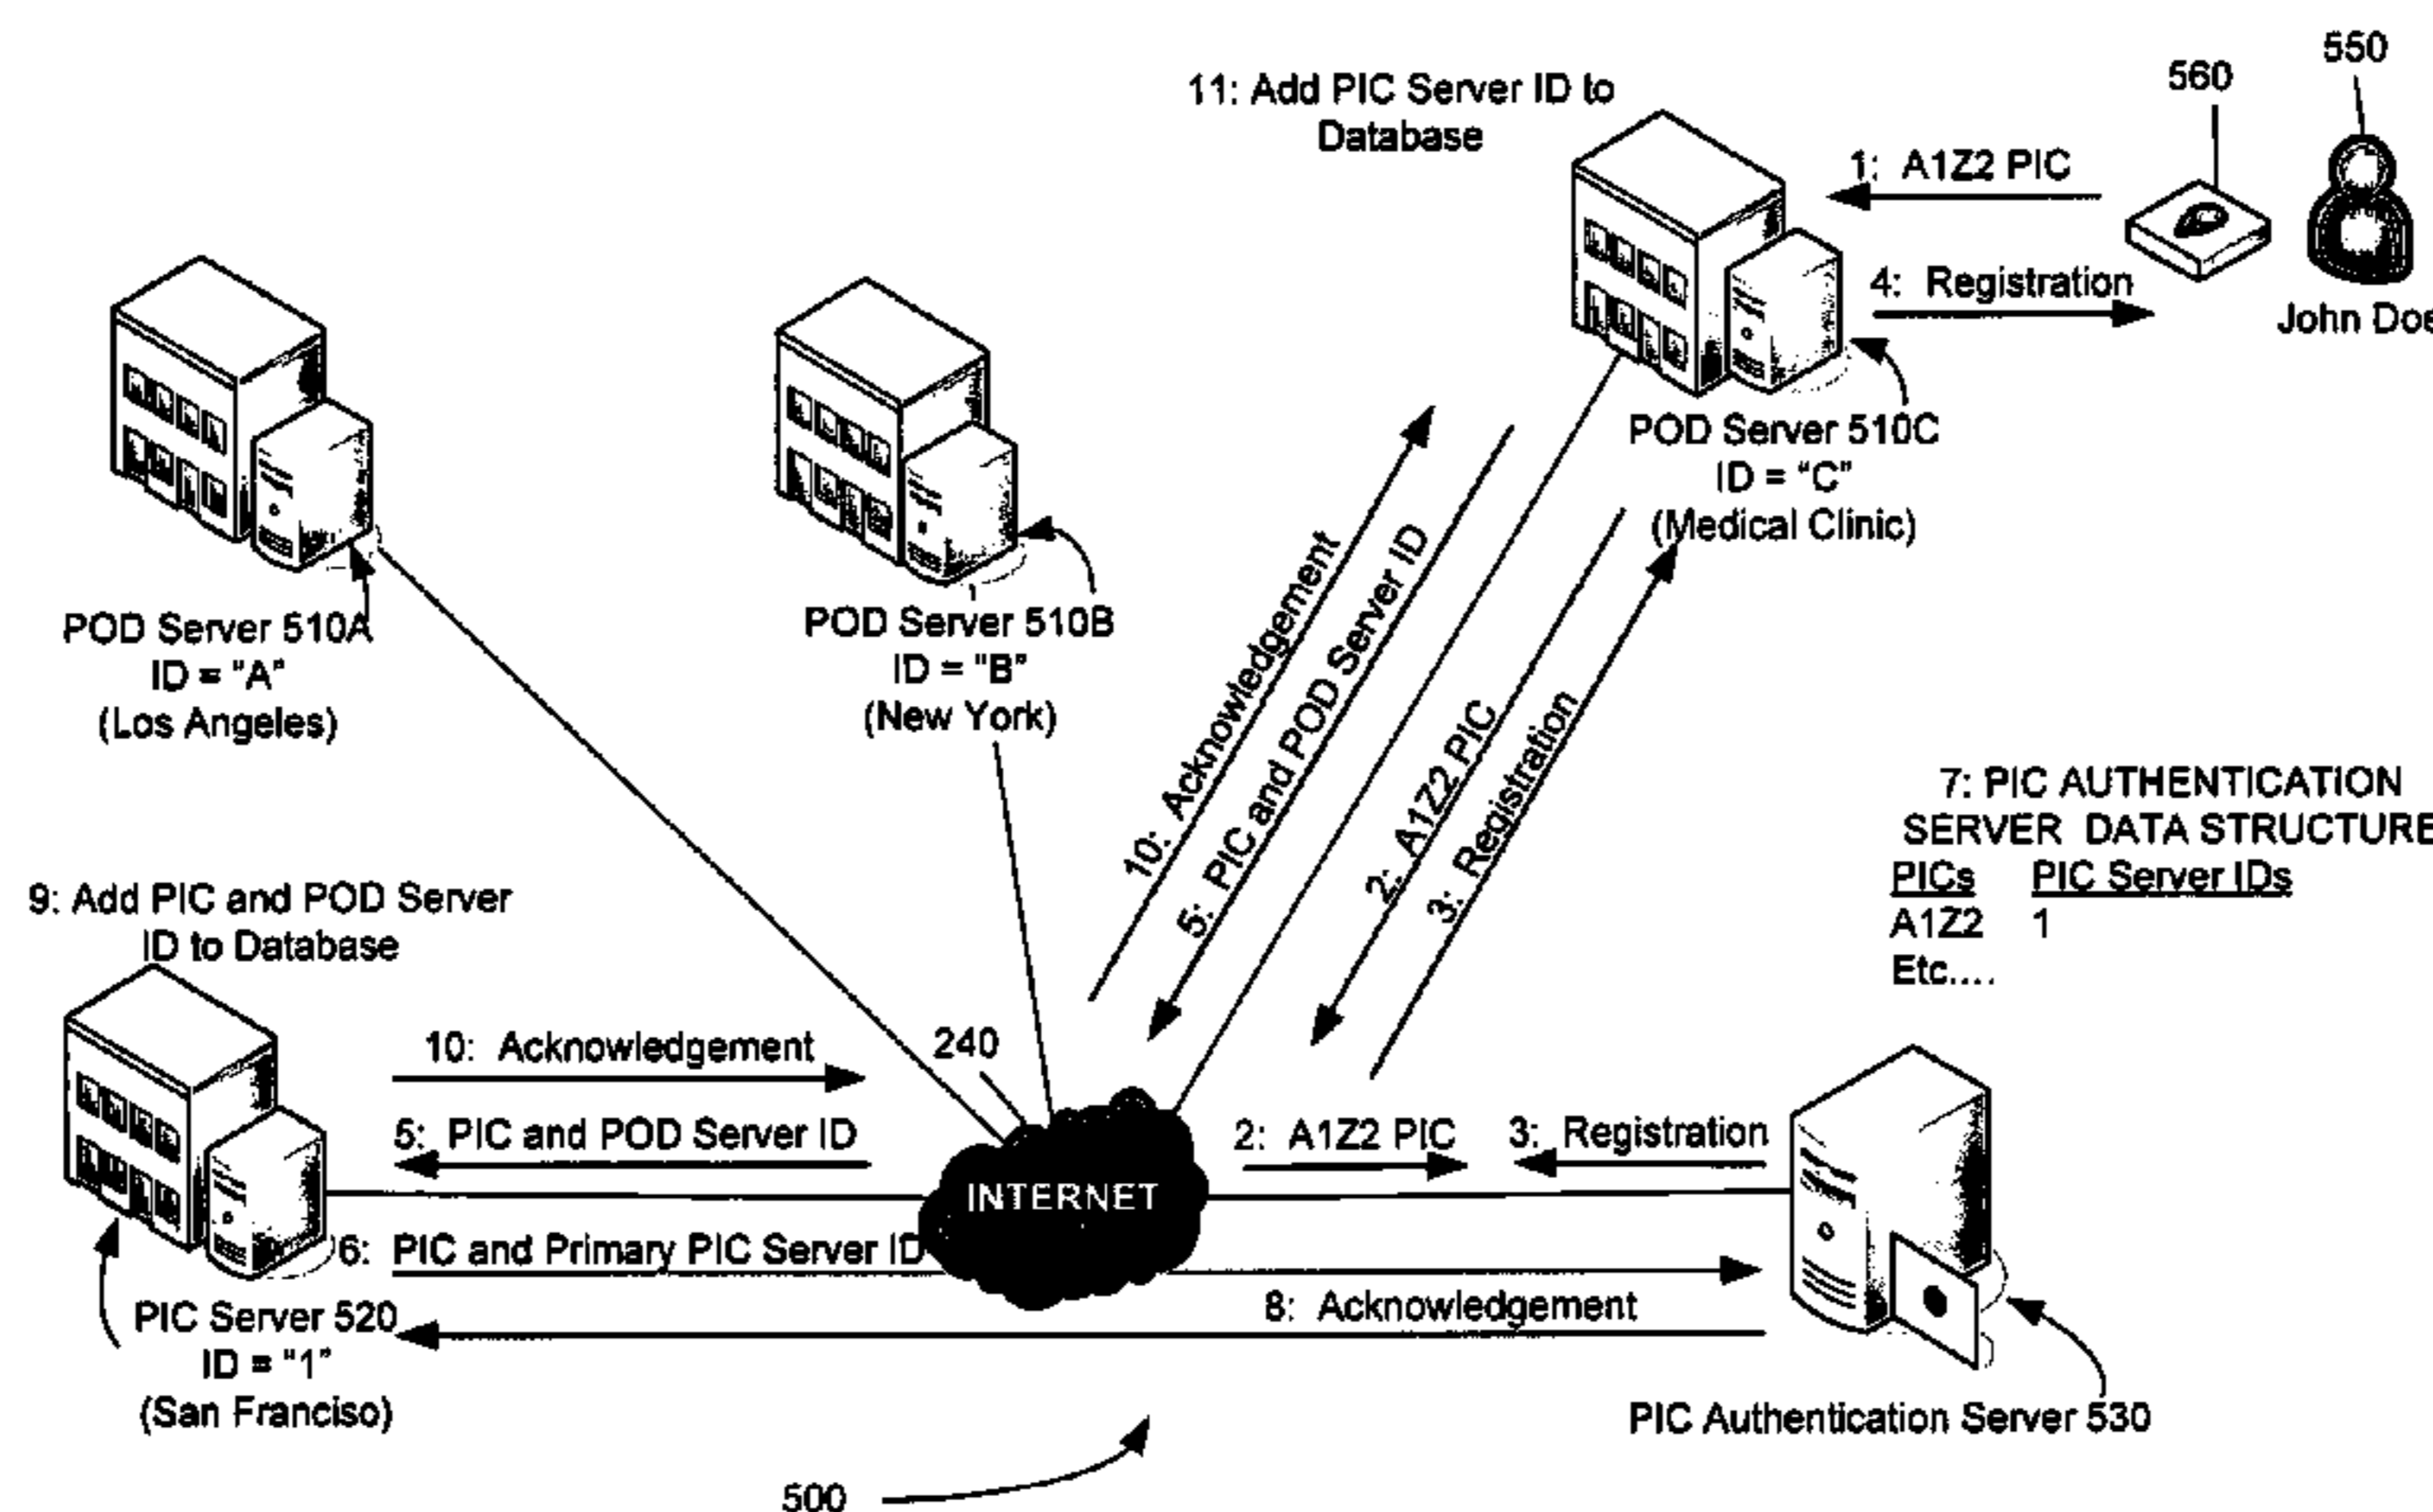 550
560
11: Add PIC Server ID to
Database
1: A1Z2 PIC
4: Registration
John Doe
POD Server 510C
ID = "C"
(Medical Clinic)
POD Server 510A
ID = "A"
(Los Angeles)
POD Server 510B
ID = "B"
(New York)
10: Acknowledgement
5: PIC and POD Server ID
2: A1Z2 PIC
3: Registration
7: PIC AUTHENTICATION
SERVER DATA STRUCTURE
PICs PIC Server IDs
A1Z2 1
Etc....
9: Add PIC and POD Server
ID to Database
10: Acknowledgement
240
5: PIC and POD Server ID
2: A1Z2 PIC
3: Registration
INTERNET
6: PIC and Primary PIC Server ID
8: Acknowledgement
PIC Server 520
ID = "1"
(San Franciso)
PIC Authentication Server 530
500